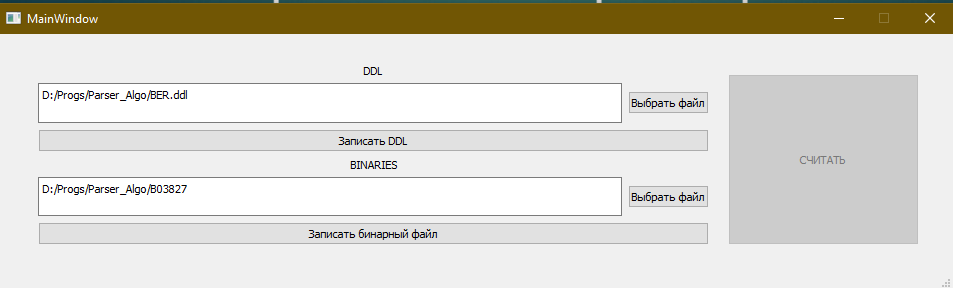 MainWindow
DDL
D:/Progs/Parser_Algo/BER.ddl
Выбрать файл
Записать DDL
BINARIES
D:/Progs/Parser_Algo/B03827
Выбрать файл
Записать бинарный файл
СЧИТАТЬ